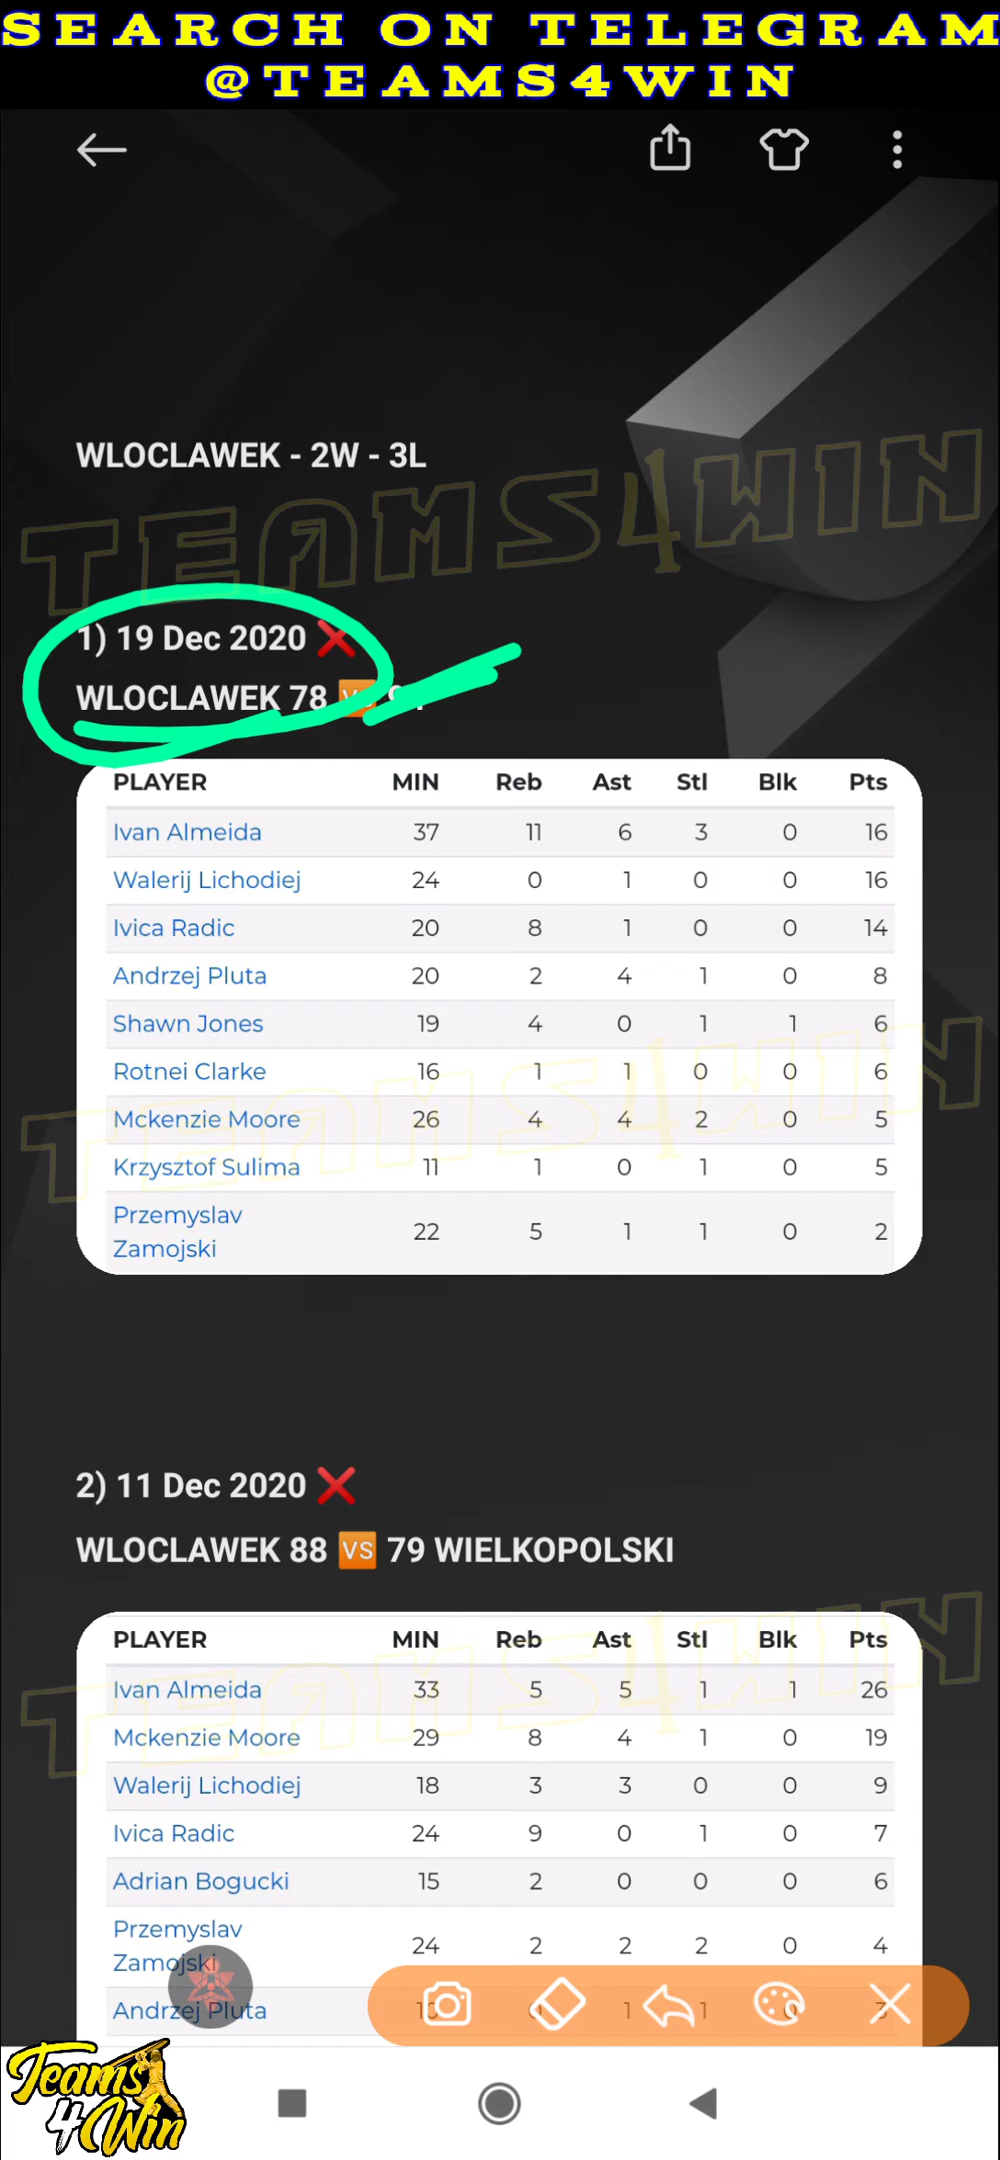 SEARCH ON TELEGRAM
@TEAMS4WIN
WLOCLAWEK - 2W - 3L
TEAMS4WIN
1) 19 Dec 2020 ❌
WLOCLAWEK 78 VS
PLAYER MIN Reb Ast Stl Blk Pts
Ivan Almeida 37 11 6 3 0 16
Walerij Lichodiej 24 0 1 0 0 16
Ivica Radic 20 8 1 0 0 14
Andrzej Pluta 20 2 4 1 0 8
Shawn Jones 19 4 0 1 1 6
Rotnei Clarke 16 1 1 0 0 6
TEAMS4WIN
Mckenzie Moore 26 4 4 2 0 5
Krzysztof Sulima 11 1 0 1 0 5
Przemyslav
Zamojski 22 5 1 1 0 2
2) 11 Dec 2020 ❌
WLOCLAWEK 88 VS 79 WIELKOPOLSKI
PLAYER MIN Reb Ast Stl Blk Pts
Ivan Almeida 33 5 5 1 1 26
TEAMS4WIN
Mckenzie Moore 29 8 4 1 0 19
Walerij Lichodiej 18 3 3 0 0 9
Ivica Radic 24 9 0 1 0 7
Adrian Bogucki 15 2 0 0 0 6
Przemyslav
Zamojski 24 2 2 2 0 4
Andrzej Pluta 1 1 0 3
Teams
4Win